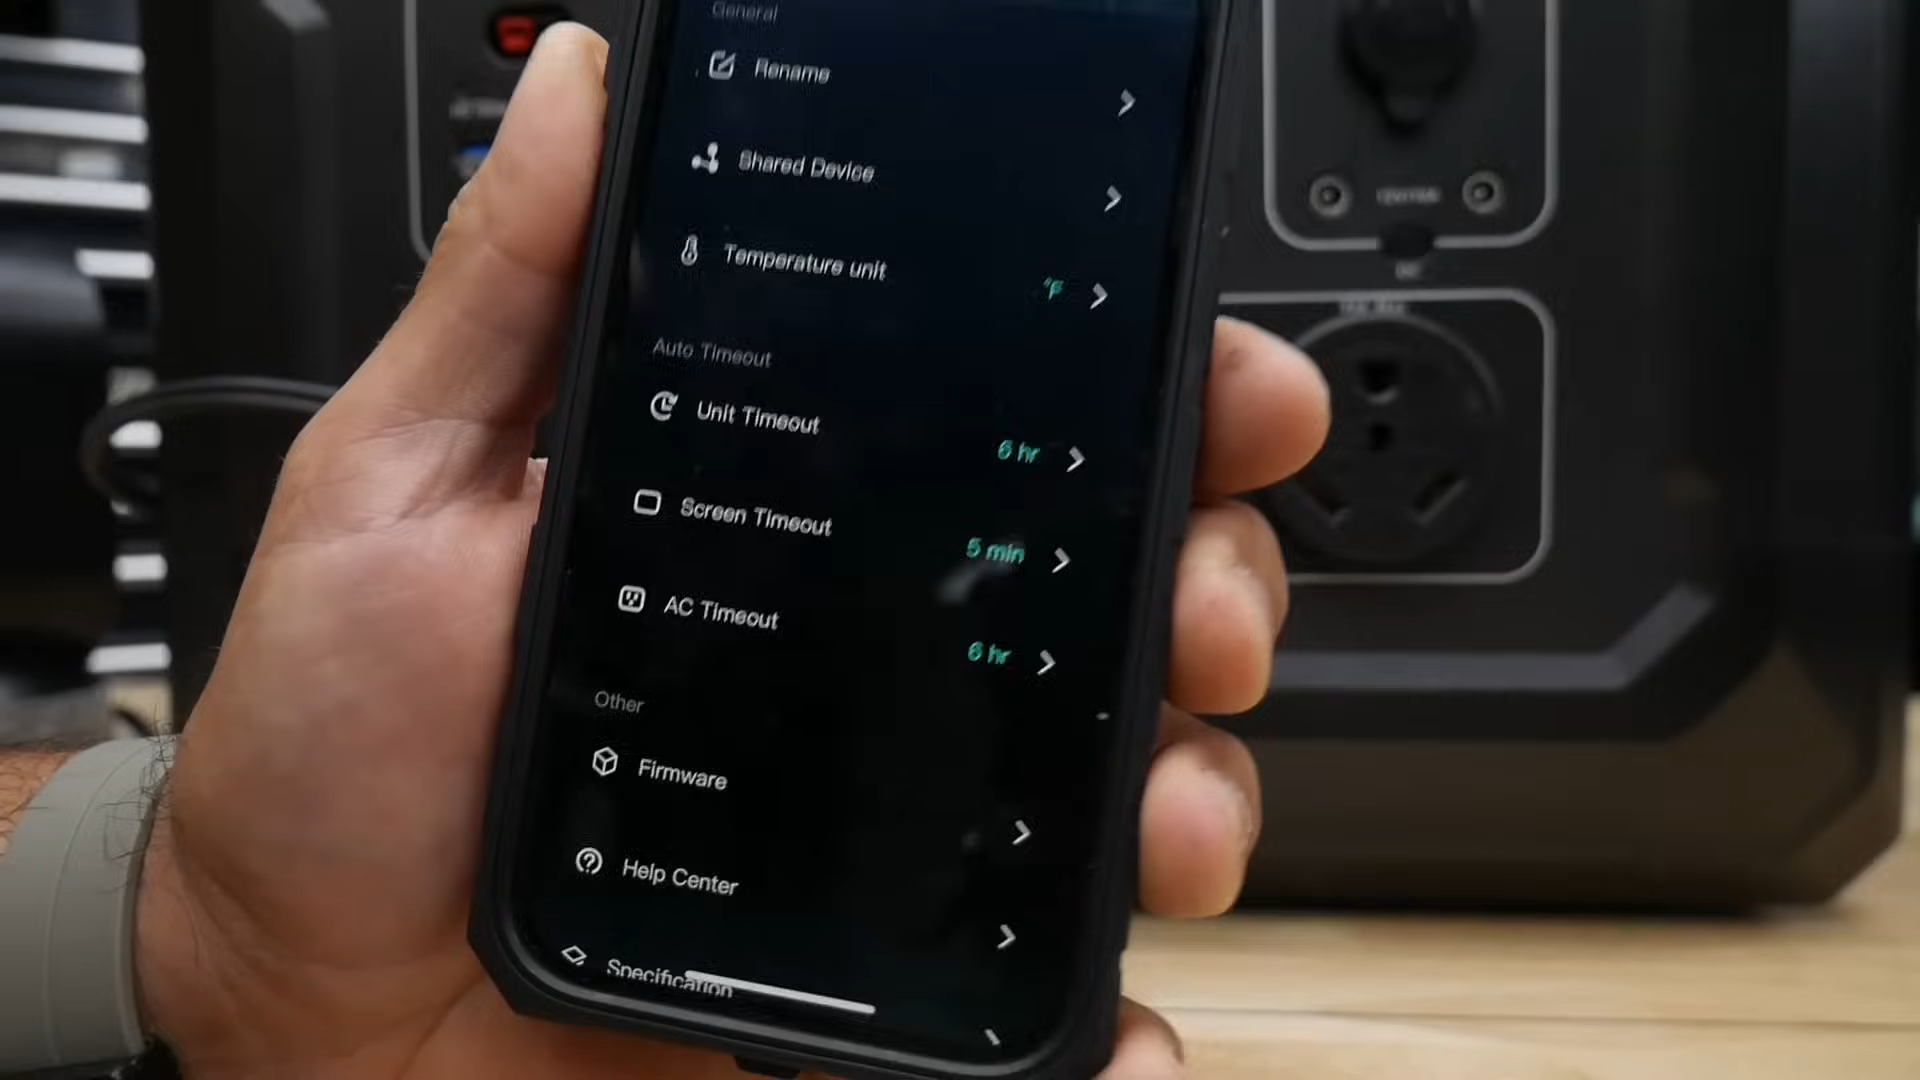 General
Rename
Shared Device
Temperature unit
°F
Auto Timeout
Unit Timeout
6 hr
Screen Timeout
5 min
AC Timeout
6 hr
Other
Firmware
Help Center
Specification